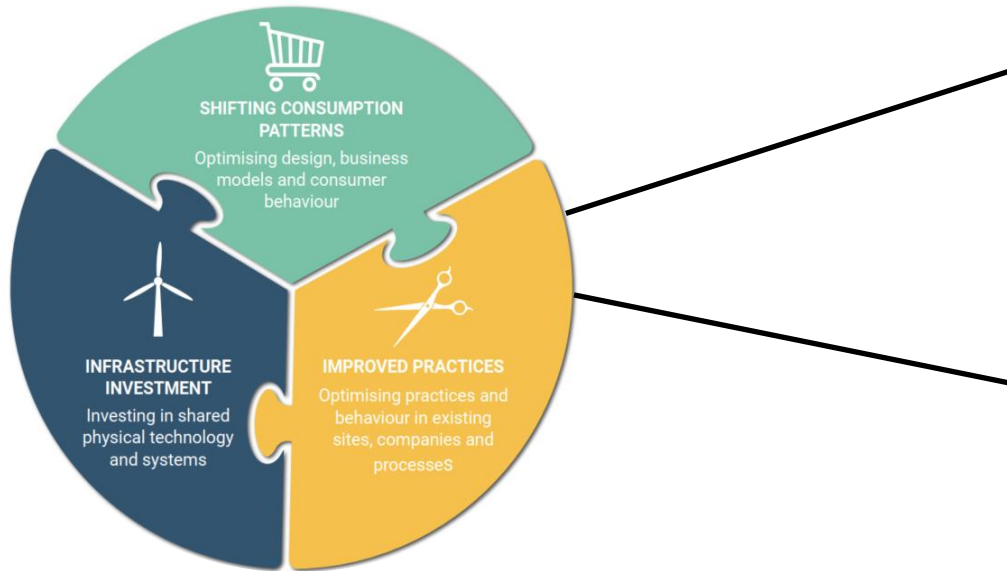 SHIFTING CONSUMPTION
PATTERNS
Optimising design, business
models and consumer
behaviour
INFRASTRUCTURE
INVESTMENT
Investing in shared
physical technology
and systems
IMPROVED PRACTICES
Optimising practices and
behaviour in existing
sites, companies and
processeS